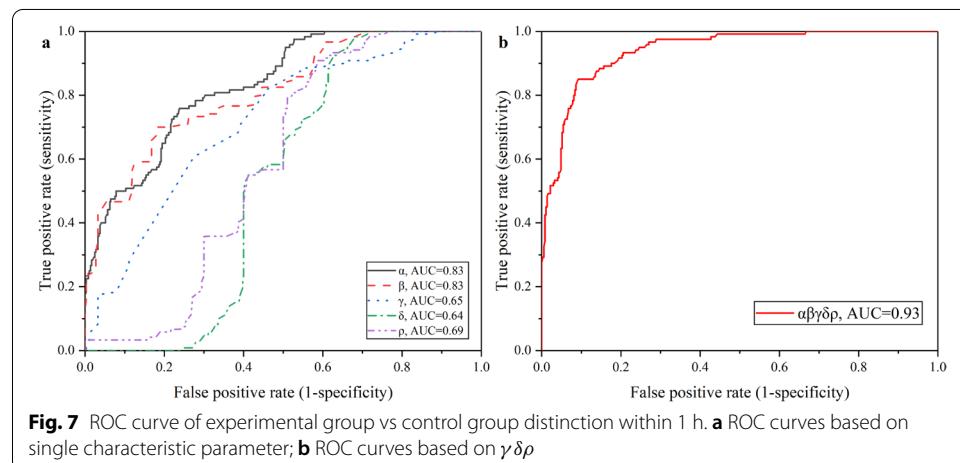 a
True positive rate (sensitivity)
1.0
0.8
0.6
0.4
0.2
0.0
α, AUC=0.83
β, AUC=0.83
γ, AUC=0.65
δ, AUC=0.64
ρ, AUC=0.69
0.0 0.2 0.4 0.6 0.8 1.0
False positive rate (1-specificity)
b
True positive rate (sensitivity)
1.0
0.8
0.6
0.4
0.2
0.0
αβγδρ, AUC=0.93
0.0 0.2 0.4 0.6 0.8 1.0
False positive rate (1-specificity)
Fig. 7 ROC curve of experimental group vs control group distinction within 1 h. a ROC curves based on
single characteristic parameter; b ROC curves based on γδρ